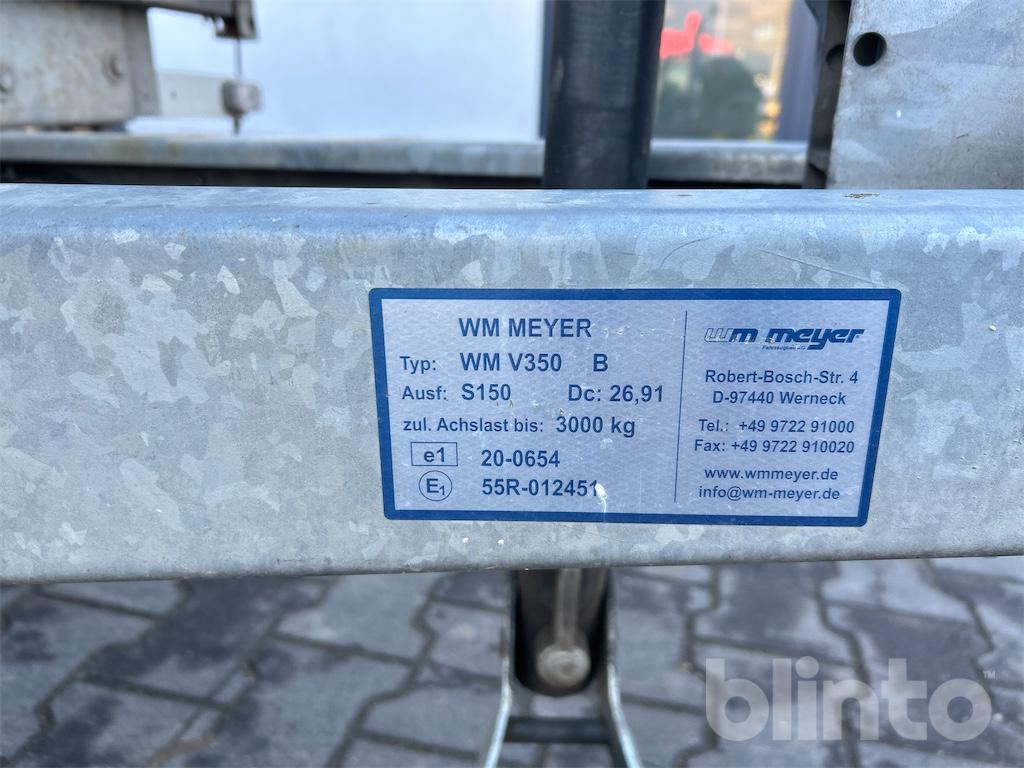 WM MEYER
Typ: WM V350 B
Ausf: S150 Dc: 26,91
zul. Achslast bis: 3000 kg
e1 20-0654
E1 55R-012451
wm meyer
Robert-Bosch-Str. 4
D-97440 Werneck
Tel.: +49 9722 91000
Fax: +49 9722 910020
www.wmmeyer.de
info@wm-meyer.de
blinto™